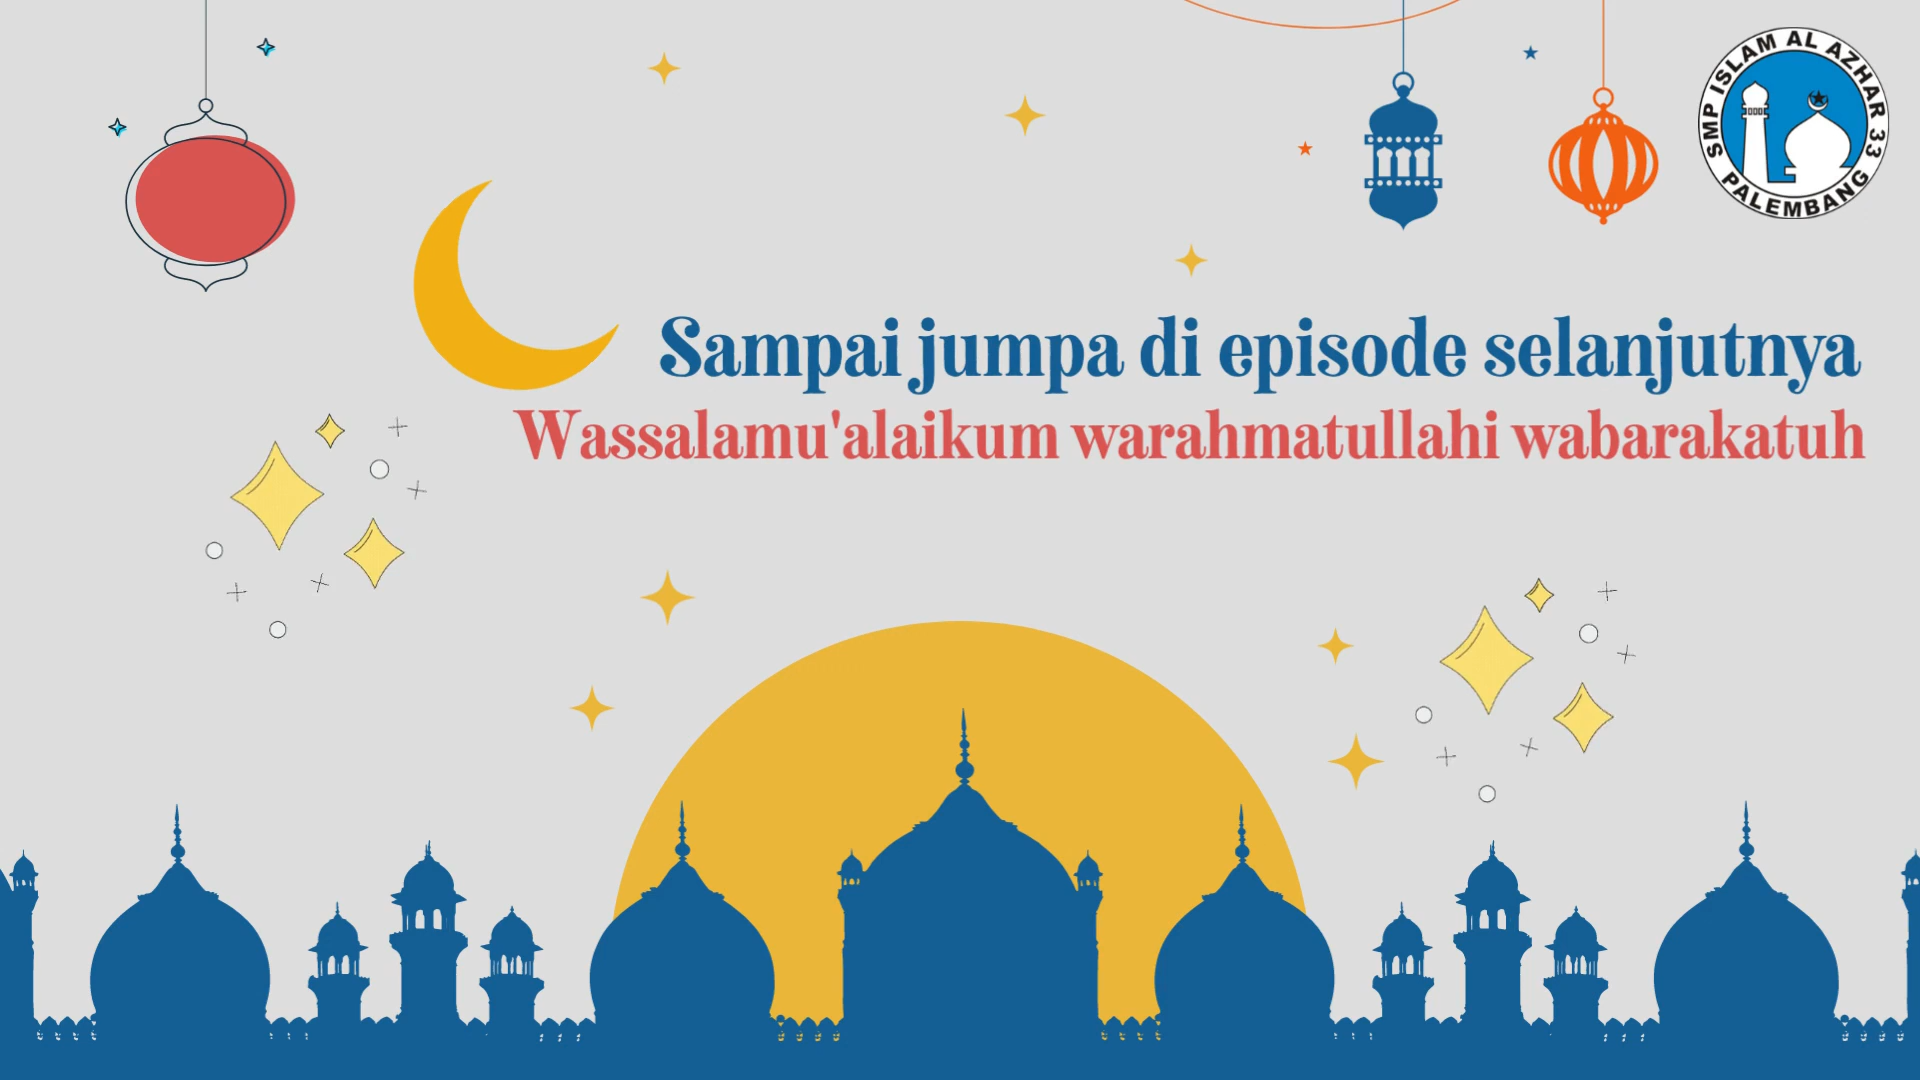 SMP ISLAM AL AZHAR 33
PALEMBANG
Sampai jumpa di episode selanjutnya
Wassalamu'alaikum warahmatullahi wabarakatuh